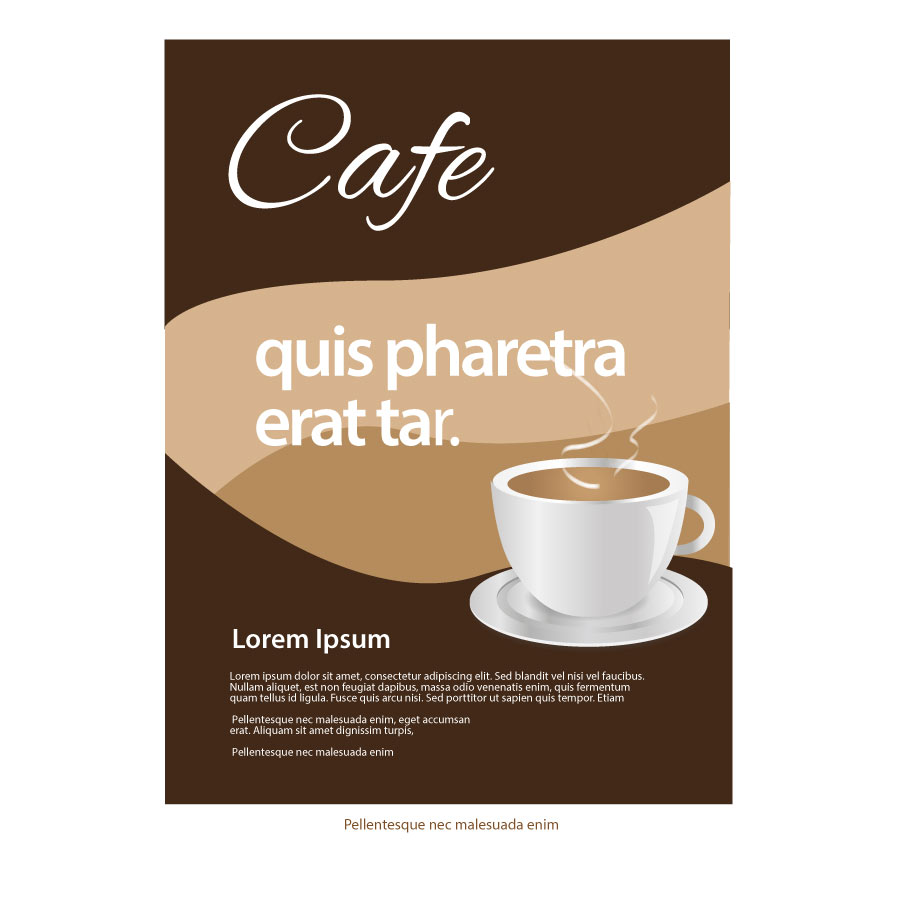 Cafe
quis pharetra
erat tar.
Lorem Ipsum
Lorem ipsum dolor sit amet, consectetur adipiscing elit. Sed blandit vel nisi vel faucibus.
Nullam aliquet, est non feugiat dapibus, massa odio venenatis enim, quis fermentum
quam tellus id ligula. Fusce quis arcu nisi. Sed porttitor ut sapien quis tempor. Etiam
Pellentesque nec malesuada enim, eget accumsan
erat. Aliquam sit amet dignissim turpis,
Pellentesque nec malesuada enim
Pellentesque nec malesuada enim